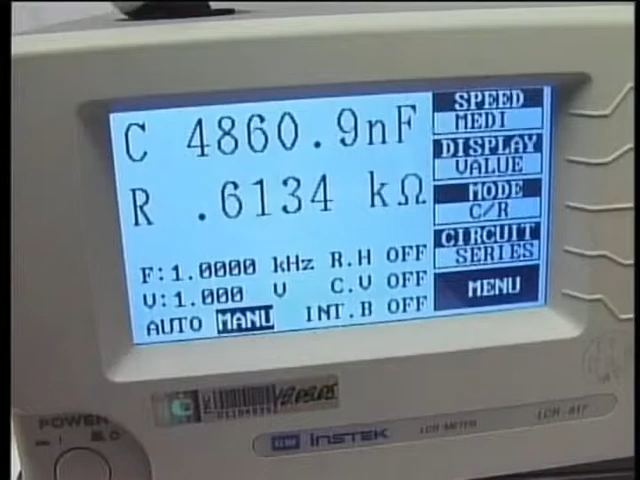 C 4860.9nF
R .6134 kΩ
F:1.0000 kHz R.H OFF
V:1.000 V C.V OFF
AUTO MANU INT.B OFF
SPEED
MEDI
DISPLAY
VALUE
MODE
C/R
CIRCUIT
SERIES
MENU
POWER
GW INSTEK LCR-METER LCR-817